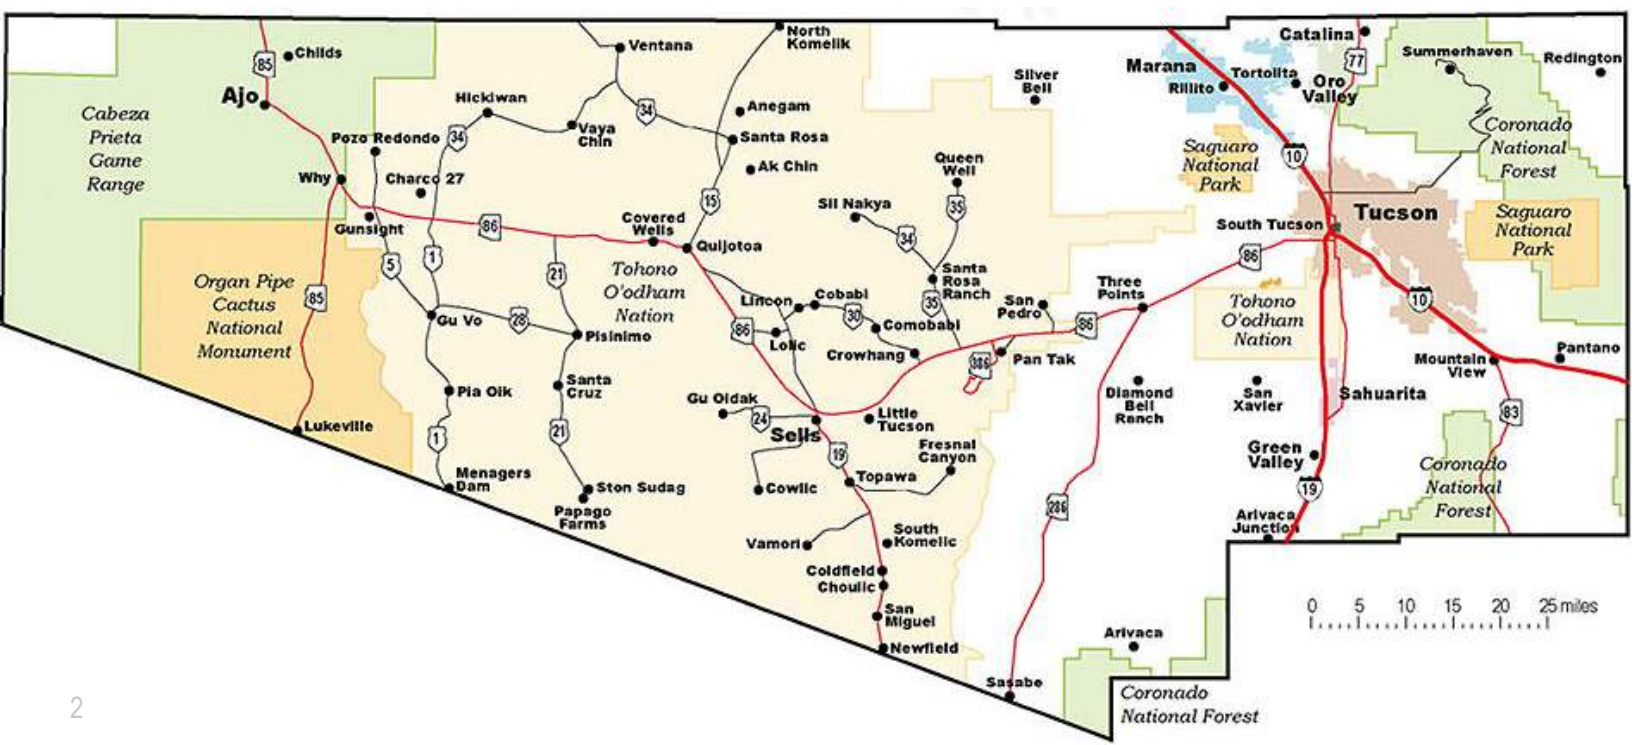 North
Komelik
Catalina
77
Ventana
Childs
85
Summerhaven
Redington
Marana
Tortolita
Rillito
Oro
Valley
Silver
Bell
Ajo
Hickiwan
34
Anegam
Cabeza
Prieta
Game
Range
Pozo Redondo
34
Vaya
Chin
Santa Rosa
Coronado
National
Forest
Saguaro
National
Park
10
Ak Chin
Queen
Well
Why
Charco 27
15
35
Sil Nakya
Covered
Wells
Tucson
Saguaro
National
Park
Gunsight
86
South Tucson
34
Quijotoa
86
5
1
21
Tohono
O'odham
Nation
Santa
Rosa
Ranch
Organ Pipe
Cactus
National
Monument
85
Three
Points
10
Lincon
Cobabi
35
San
Pedro
Tohono
O'odham
Nation
Gu Vo
28
30
Comobabi
86
86
Pisinimo
Lolic
Crowhang
386
Pan Tak
Mountain
View
Pantano
Pia Oik
Santa
Cruz
Diamond
Bell
Ranch
San
Xavier
Sahuarita
Gu Oidak
24
Little
Tucson
83
Lukeville
Sells
1
21
19
Fresnal
Canyon
Green
Valley
Coronado
National
Forest
Menagers
Dam
Topawa
Ston Sudag
Cowlic
19
Papago
Farms
286
Arivaca
Junction
Vamori
South
Komelic
Coldfield
Choulic
San
Miguel
0 5 10 15 20 25 miles
Newfield
Arivaca
Sasabe
Coronado
National Forest
2